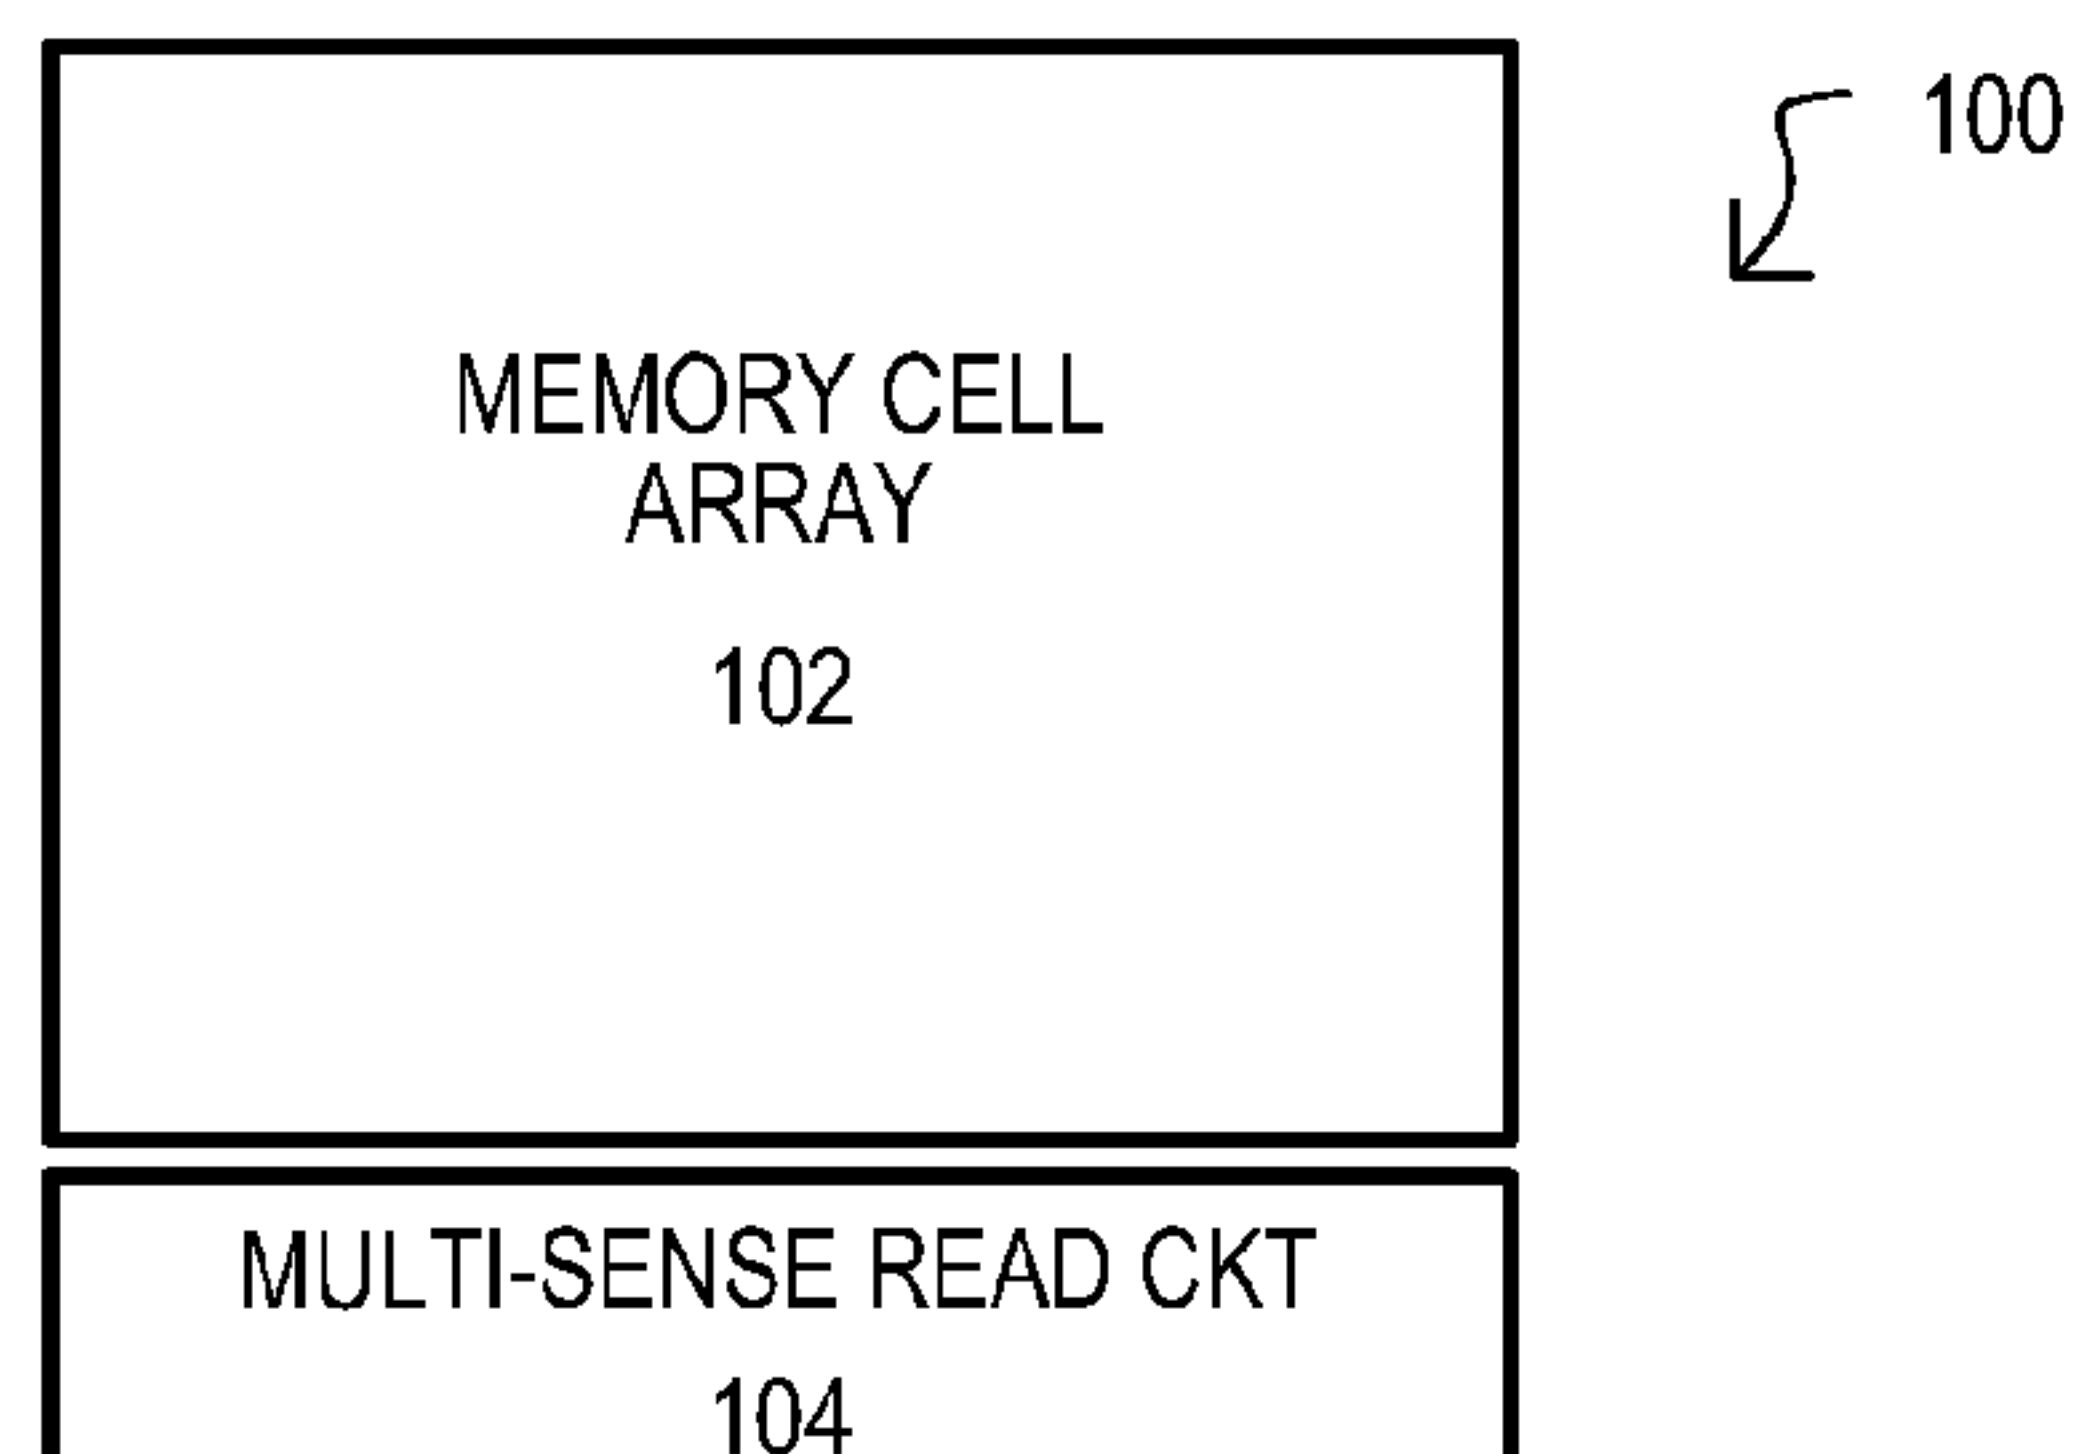 100
MEMORY CELL
ARRAY
102
MULTI-SENSE READ CKT
104